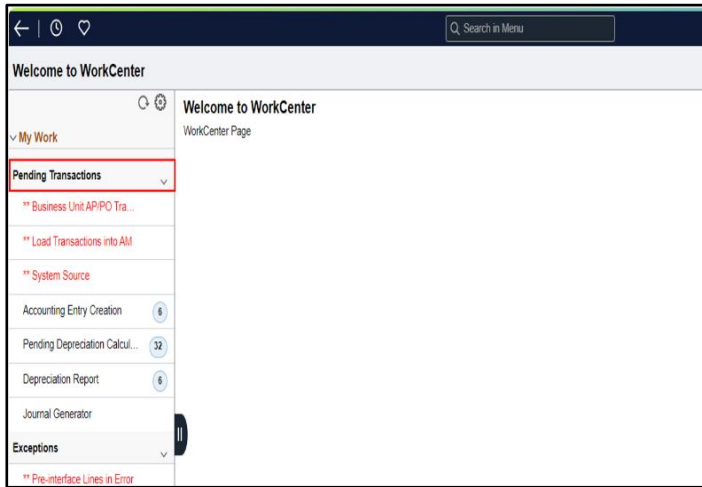 Search in Menu
Welcome to WorkCenter
Welcome to WorkCenter
WorkCenter Page
My Work
Pending Transactions
** Business Unit AP/PO Tra...
** Load Transactions into AM
** System Source
Accounting Entry Creation 6
Pending Depreciation Calcul... 32
Depreciation Report 6
Journal Generator
Exceptions
** Pre-interface Lines in Error